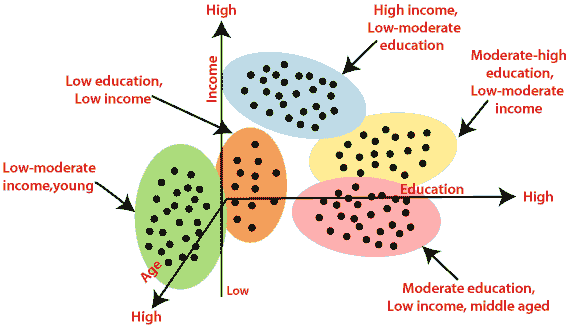 High
High income,
Low-moderate
education
Moderate-high
education,
Low-moderate
income
Low education,
Low income
Income
Low-moderate
income,young
Education
High
Age
High
Low
Moderate education,
Low income, middle aged